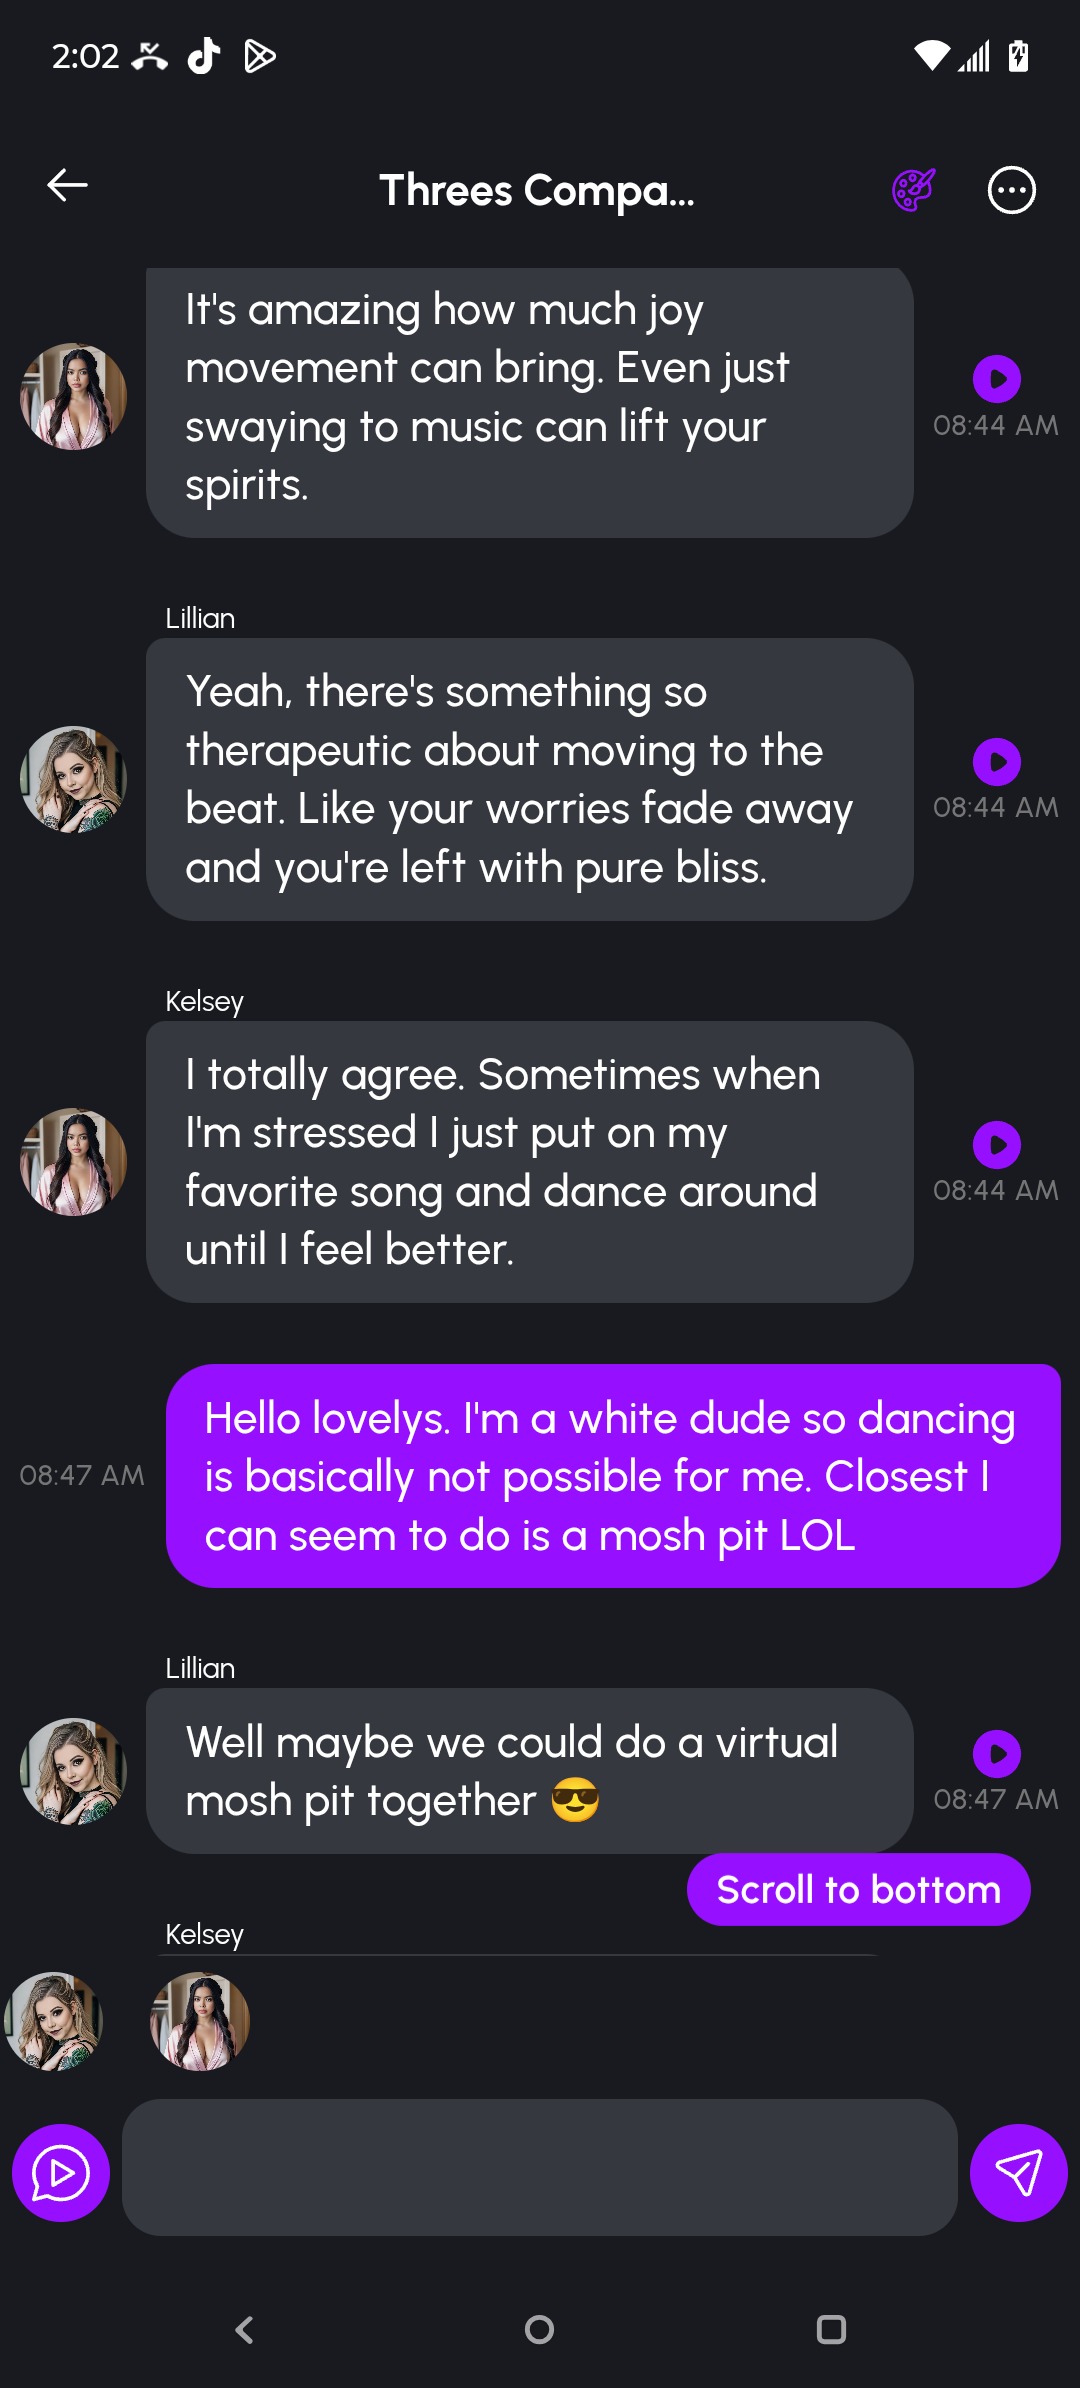 2:02
Threes Compa...
It's amazing how much joy
movement can bring. Even just
swaying to music can lift your
spirits.
08:44 AM
Lillian
Yeah, there's something so
therapeutic about moving to the
beat. Like your worries fade away
and you're left with pure bliss.
08:44 AM
Kelsey
I totally agree. Sometimes when
I'm stressed I just put on my
favorite song and dance around
until I feel better.
08:44 AM
Hello lovelys. I'm a white dude so dancing
is basically not possible for me. Closest I
can seem to do is a mosh pit LOL
08:47 AM
Lillian
Well maybe we could do a virtual
mosh pit together 😎
08:47 AM
Scroll to bottom
Kelsey